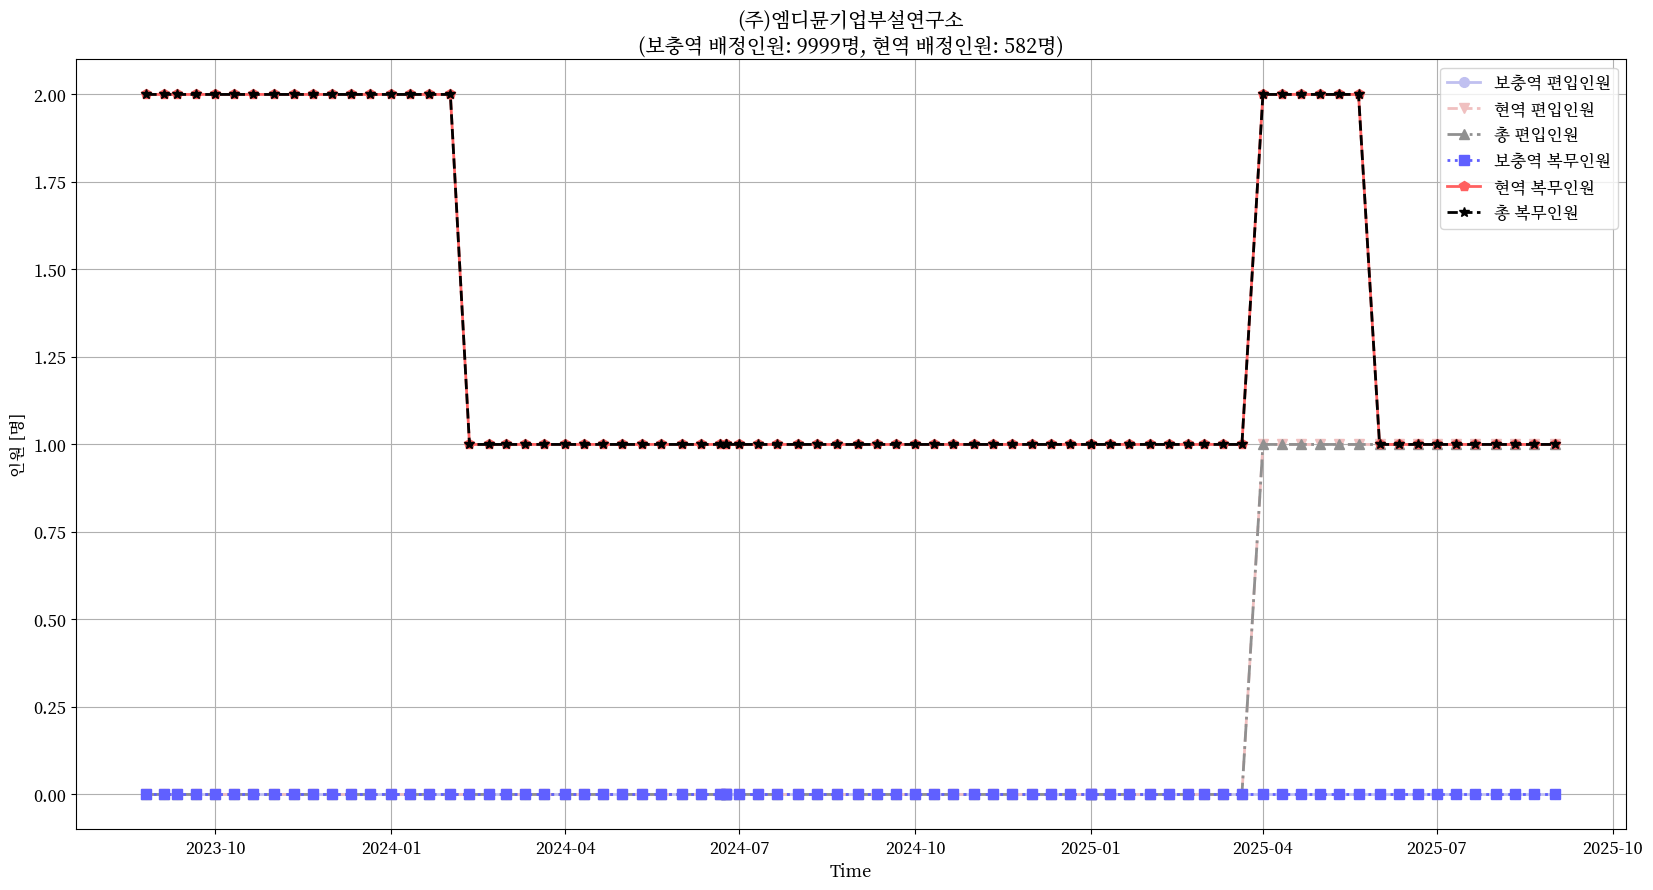 (주)엠디뮨기업부설연구소
(보충역 배정인원: 9999명, 현역 배정인원: 582명)
보충역 편입인원
현역 편입인원
총 편입인원
보충역 복무인원
현역 복무인원
총 복무인원
인원 [명]
2.00
1.75
1.50
1.25
1.00
0.75
0.50
0.25
0.00
2023-10 2024-01 2024-04 2024-07 2024-10 2025-01 2025-04 2025-07 2025-10
Time